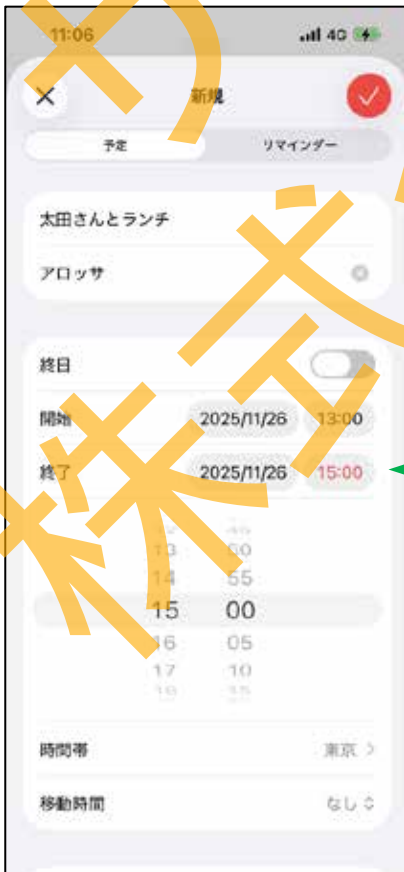 11:06
4G
新規
予定 リマインダー
太田さんとランチ
アロッサ
終日
開始 2025/11/26 13:00
終了 2025/11/26 15:00
13 50
14 55
15 00
16 05
17 10
時間帯 東京
移動時間 なし
株式